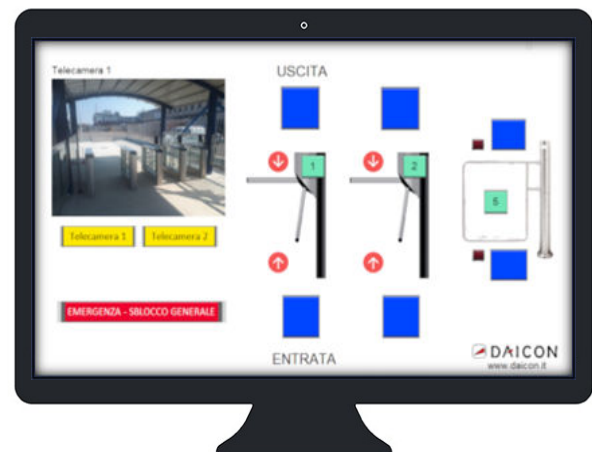 Telecamera 1
USCITA
1
2
5
Telecamera 1
Telecamera 2
EMERGENZA - SBLOCCO GENERALE
ENTRATA
DAICON
www.daicon.it